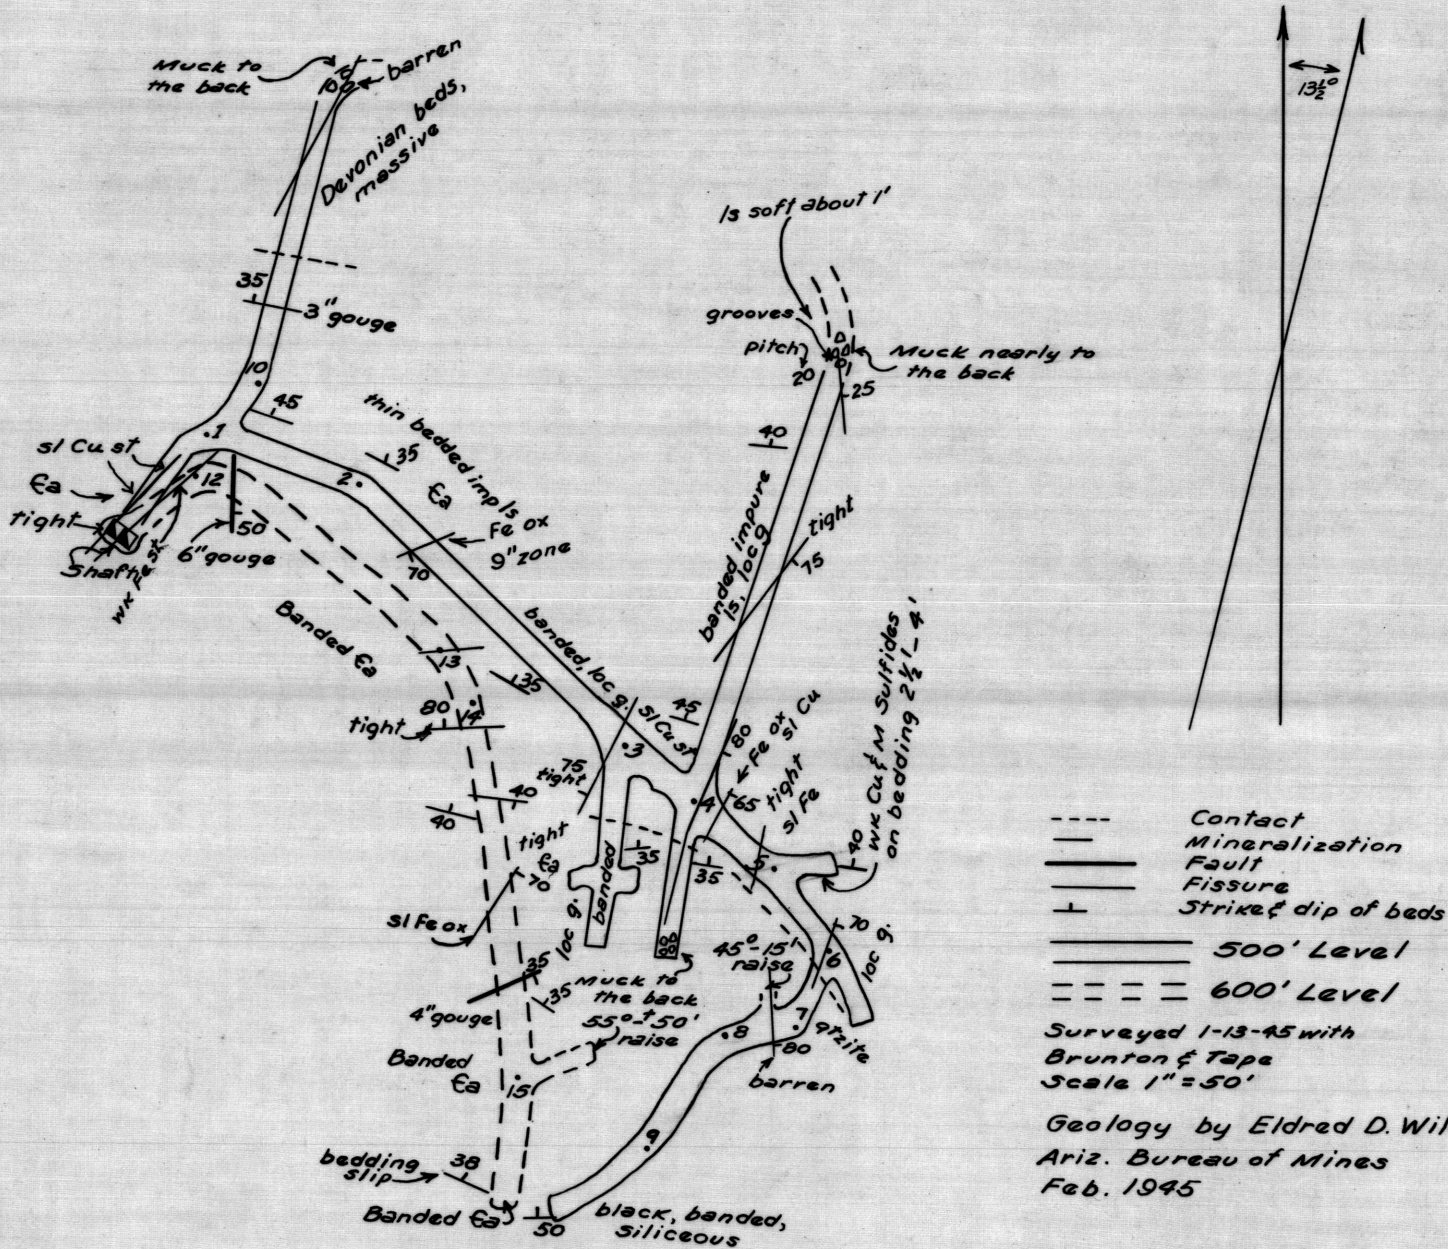 Muck to
the back
barren
Devonian beds,
massive
13½°
ls soft about 1'
grooves
pitch
20
Muck nearly to
the back
25
35
3" gouge
10
45
.1
sl Cu st
Ꞓa
tight
Shaft
wk Fe st
12
50
6" gouge
2.
35
thin bedded imp ls
Ꞓa
Fe ox
9" zone
70
40
banded impure
ls, loc g
tight
75
Banded Ꞓa
13
banded, loc g.
35
80
14
tight
sl Cu st
45
.3
75
tight
80
Fe ox
sl Cu
.4
65
tight
sl Fe
wk Cu & M Sulfides
on bedding 2½'-4'
40
40
40
tight
Ꞓa
70
sl Fe ox
loc g.
banded
35
35
5
70
loc g.
6
45°-15'
raise
Muck to
the back
35
35
4" gouge
55°± 50'
raise
8
7
80
qtzite
barren
Banded
Ꞓa
15
9
bedding
slip
38
Banded Ꞓa
50
black, banded,
siliceous
Contact
Mineralization
Fault
Fissure
Strike & dip of beds
500' Level
600' Level
Surveyed 1-13-45 with
Brunton & Tape
Scale 1" = 50'
Geology by Eldred D. Wil
Ariz. Bureau of Mines
Feb. 1945